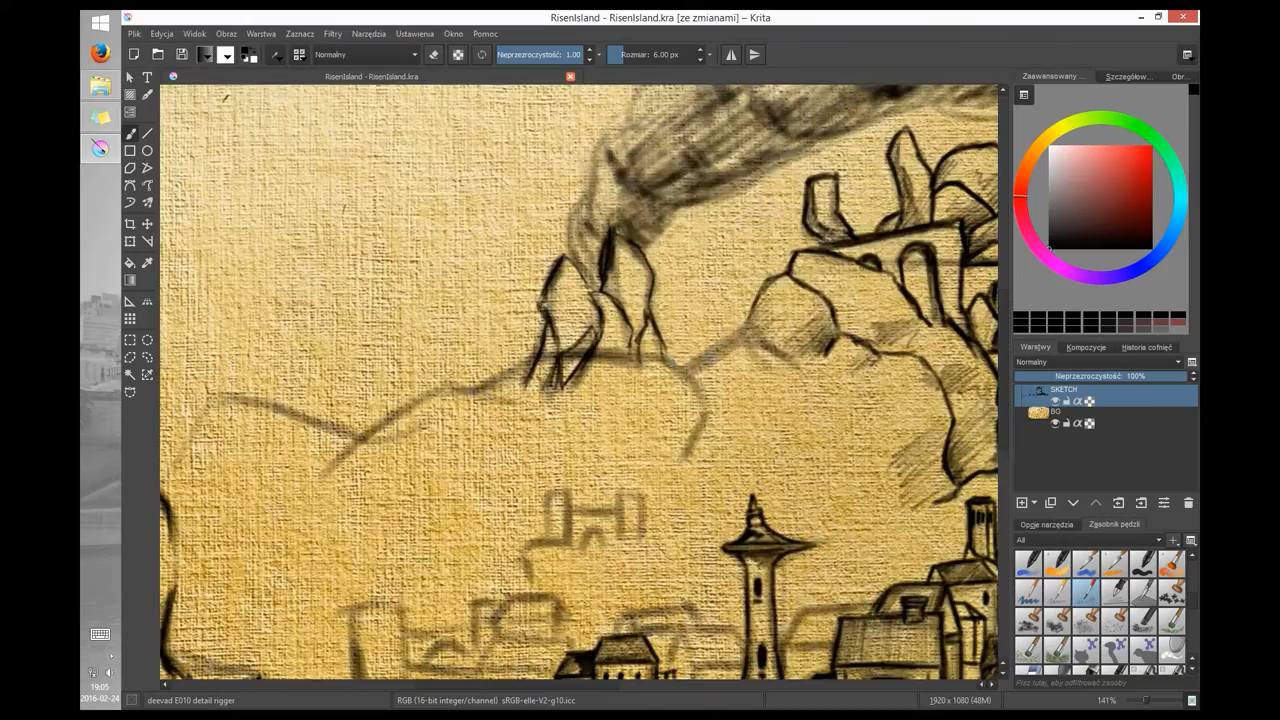 RisenIsland - RisenIsland.kra [ze zmianami] – Krita
Plik Edycja Widok Obraz Warstwa Zaznacz Filtry Narzędzia Ustawienia Okno Pomoc
Normalny Nieprzezroczystość: 1.00 Rozmiar: 6.00 px
RisenIsland - RisenIsland.kra
Zaawansowany ... Szczegółow... Obr...
Warstwy Kompozycje Historia cofnięć
Normalny
Nieprzezroczystość: 100%
SKETCH
BG
Opcje narzędzia Zasobnik pędzli
All
Pisz tutaj, aby odfiltrować zasoby
19:05
2016-02-24
deevad E010 detail rigger RGB (16-bit integer/channel) sRGB-elle-V2-g10.icc 1920 x 1080 (48M) 141%